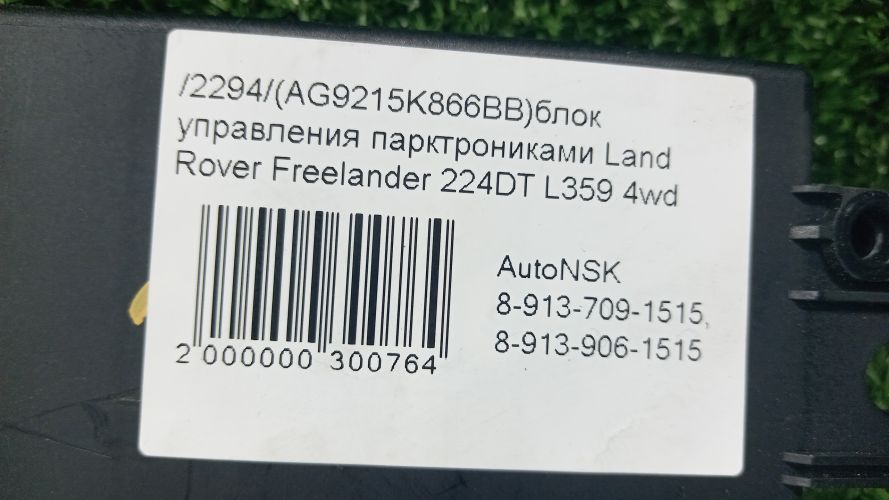 /2294/(AG9215K866BB)блок
управления парктрониками Land
Rover Freelander 224DT L359 4wd
AutoNSK
8-913-709-1515,
8-913-906-1515
2 000000 300764